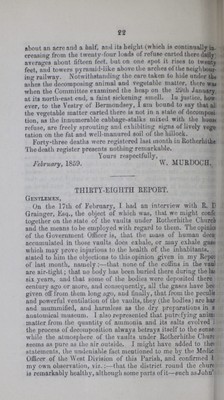 22
about an acre and a half, and its height (which is continually in-
creasing from the twenty-four loads of refuse carted there daily)
averages about fifteen feet, but on one spot it rises to twenty
feet, and towers pyramid-like above the arches of the neighbour-
ing railway. Notwithstanding the care taken to hide under the
ashes the decomposing animal and vegetable matter, there was
when the Committee examined the heap on the 29th January,
at its north-east end, a faint sickening smell. In justice, how-
ever, to the Vestry of Bermondsey, I am bound to say that all
the vegetable matter carted there is not in a state of decomposi-
tion, as the innumerable cabbage-stalks mixed with the house
refuse, are freely sprouting and exhibiting signs of lively vege-
tation on the fat and well-manured soil of the hillock.
Forty-three deaths were registered last month in Rotherhithe.
The death register presents nothing remarkable.
Yours respectfully,
February, 1859. W. MURDOCH.
THIRTY-EIGHTH REPORT.
GENTLEMEN,
On the 17th of February, I had an interview with R. D.
Grainger, Esq., the object of which was, that we might confer
together on the state of the vaults under Rotherhithe Church
and the means to be employed with regard to them. The opinion
of the Government Officer is, that the mass of human
accumulated in those vaults does exhale, or may exhale
which may prove injurious to the health of the inhabitants. I
stated to him the objections to this opinion given in my Report
of last month, namely:—that none of the coffins in the vaults
are air-tight; that no body has been buried there during the last
six years, and that some of the bodies were deposited there a
century ago or more, and consequently, all the gases have been
given off from them long ago, and finally, that from the peculiar
and powerful ventilation of the vaults, they (the bodies) are hard
and mummified, and harmless as the dry preparations in an
anatomical museum. I also represented that putrefying animal
matter from the quantity of ammonia and its salts evolved in
the process of decomposition always betrays itself to the senses
while the atmosphere of the vaults under Rotherhithe Church
seems as pure as the air outside. I might have added to these
statements, the undeniable fact mentioned to me by the Medical
Officer of the West Division of this Parish, and confirmed by
my own observation, viz.:—that the district round the church
is remarkably healthy, although some parts of it—such as John's